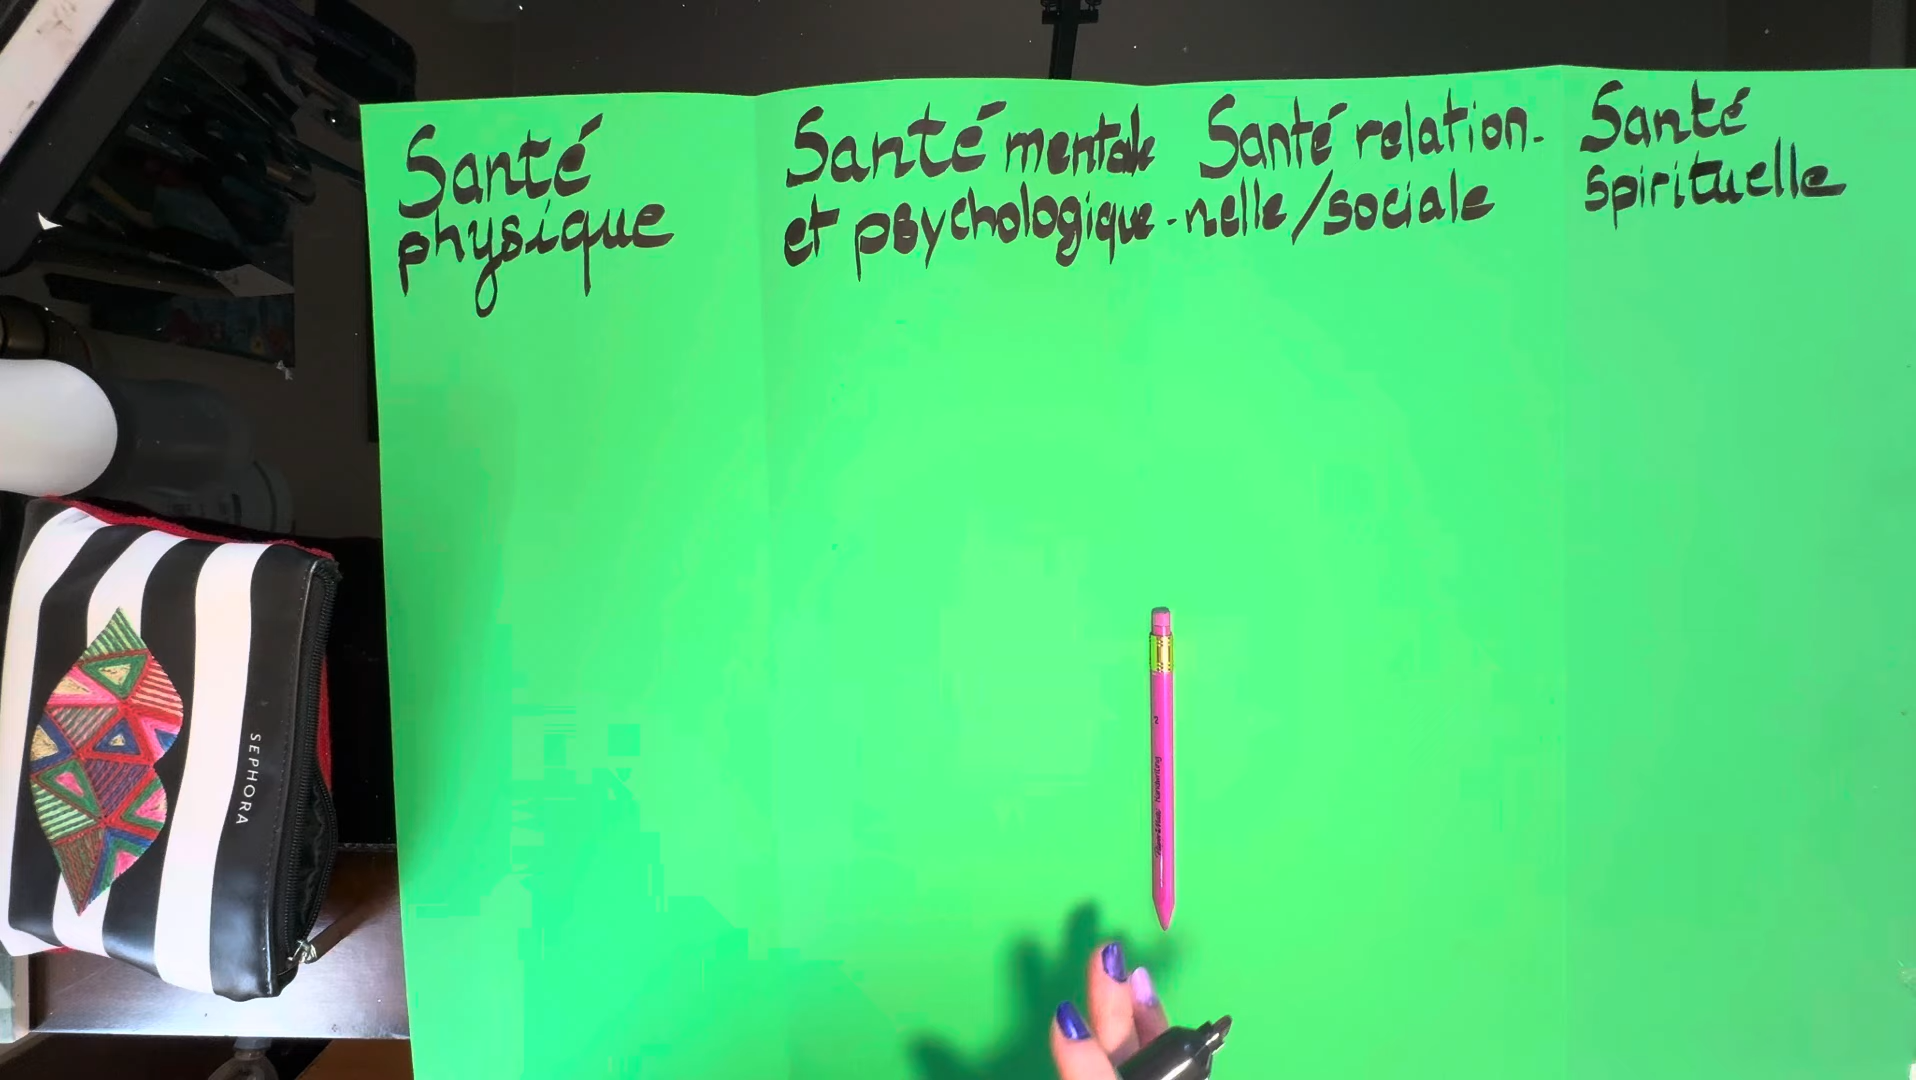 Santé
physique
Santé mentale
et psychologique
Santé relation-
-nelle/sociale
Santé
spirituelle
SEPHORA